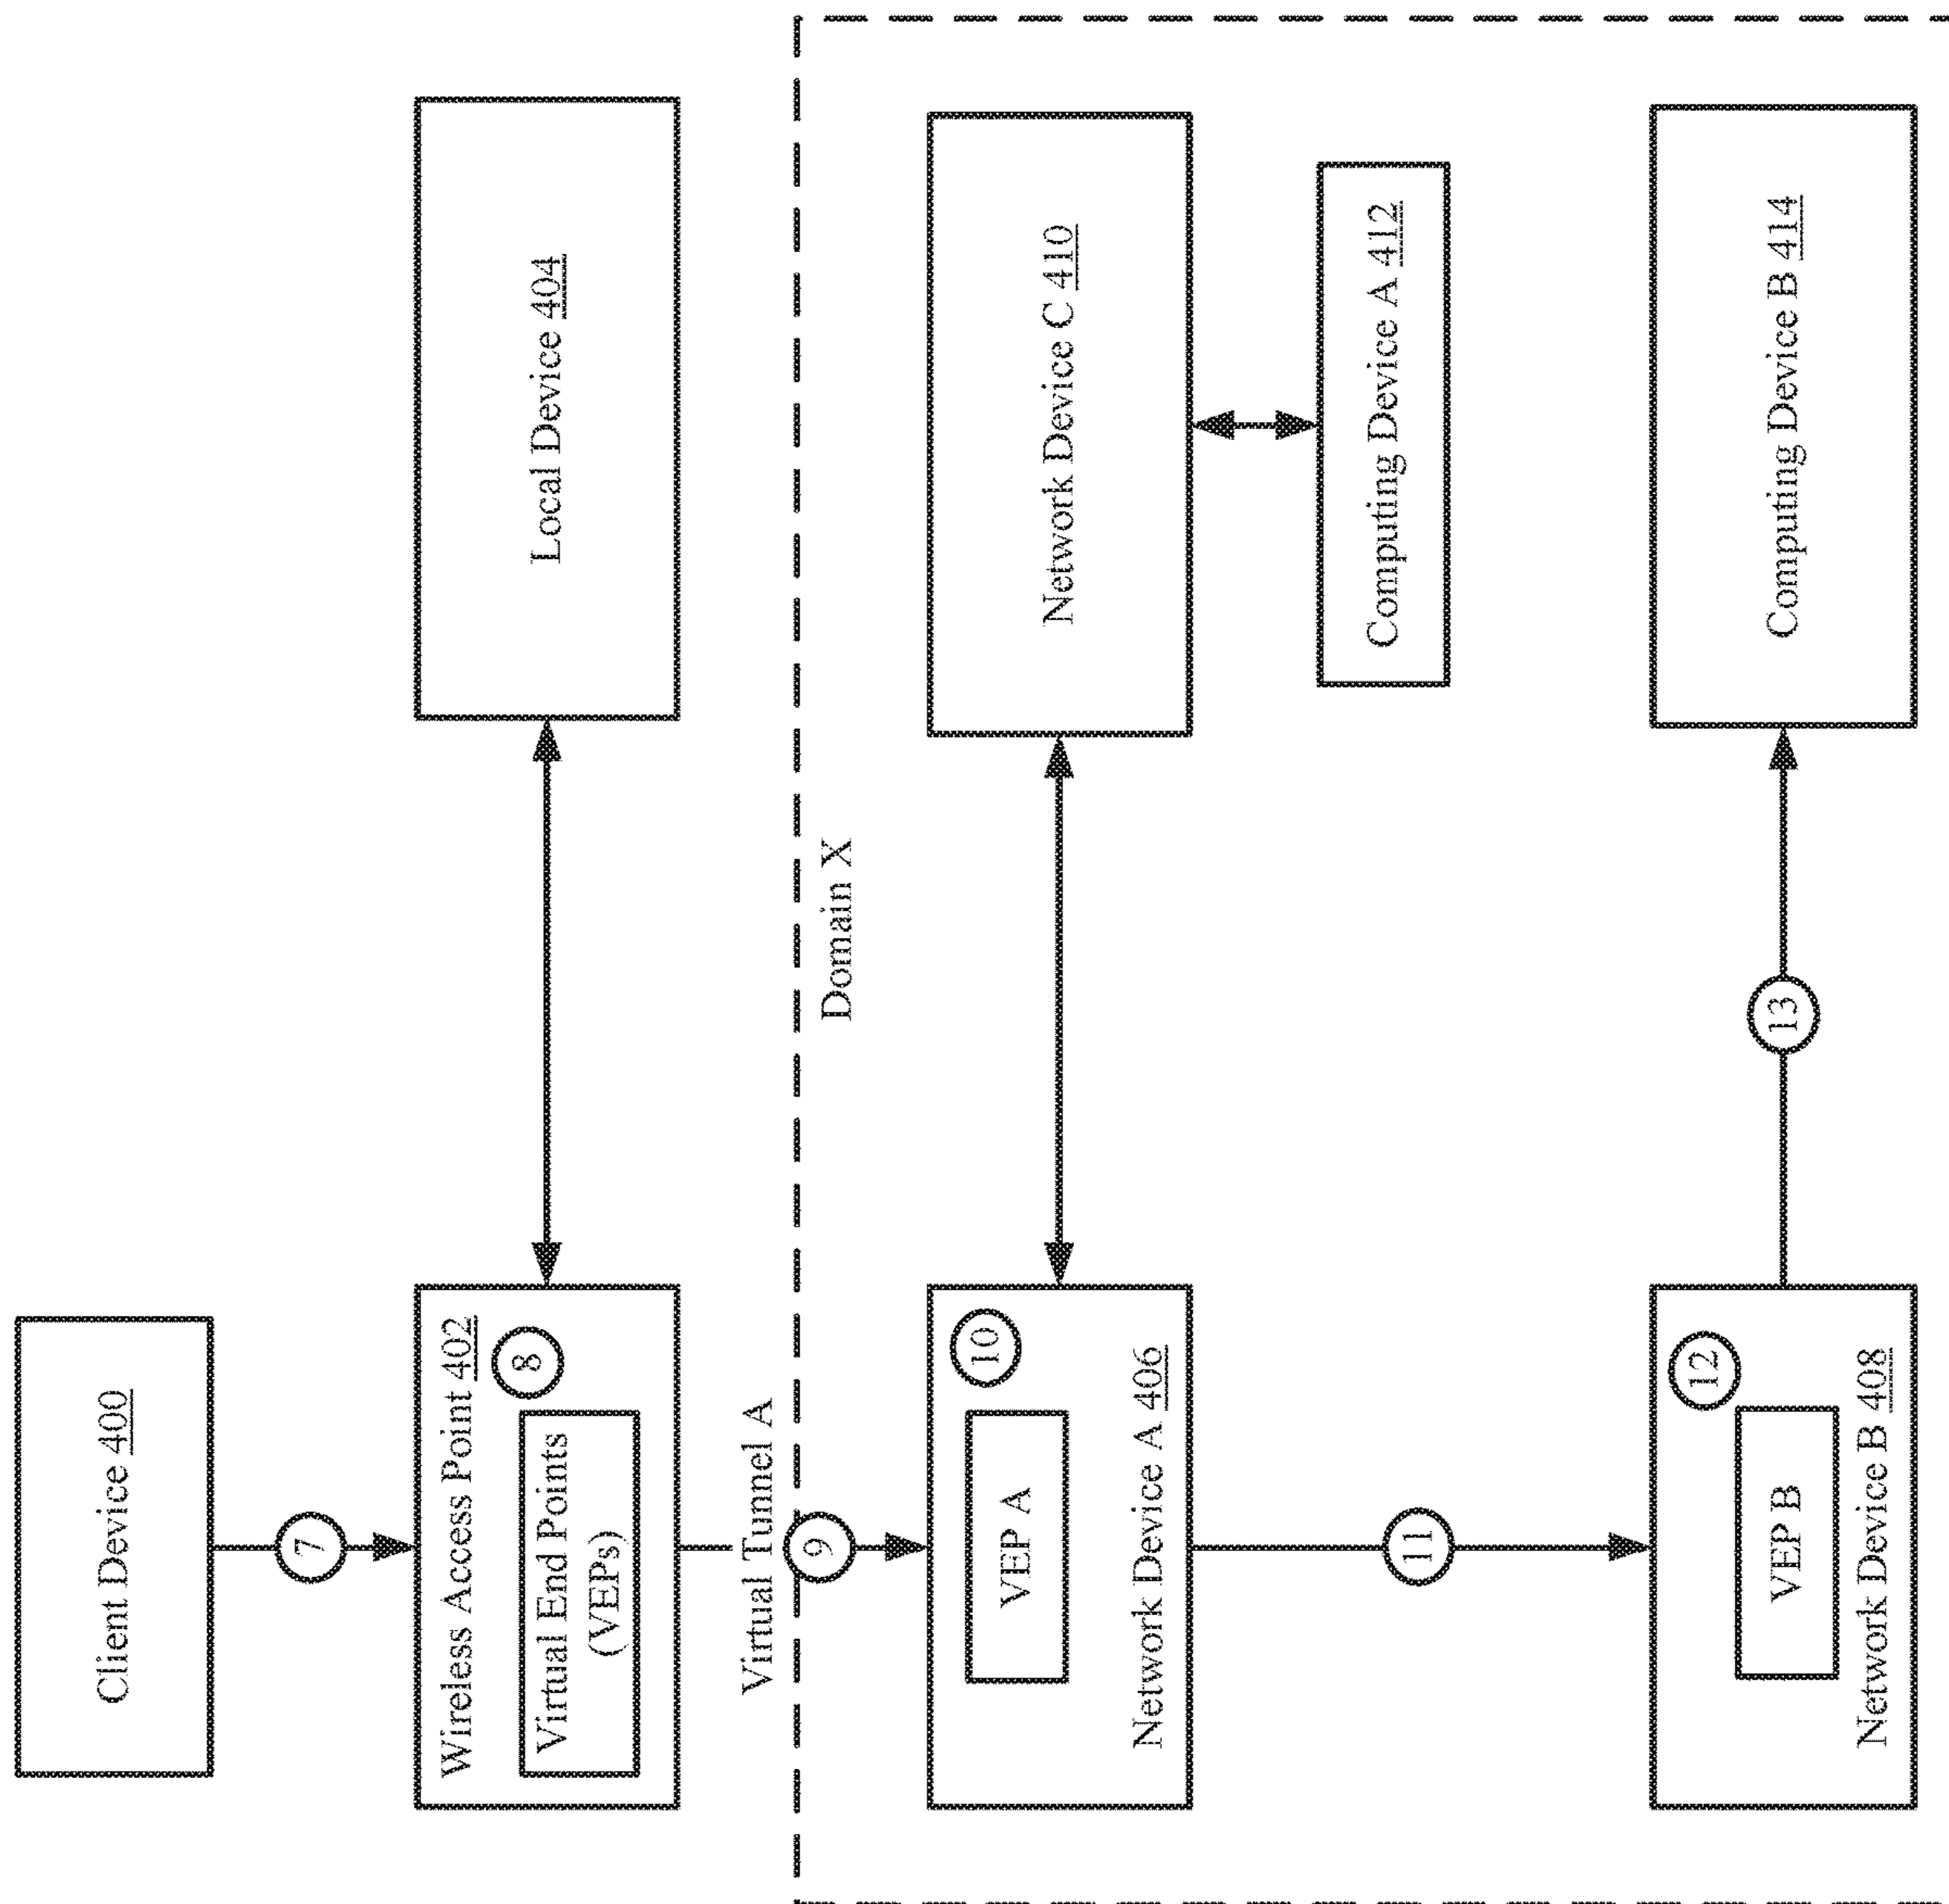 Client Device 400
7
Wireless Access Point 402
8
Virtual End Points
(VEPs)
Local Device 404
Virtual Tunnel A
9
Domain X
10
VEP A
Network Device A 406
Network Device C 410
Computing Device A 412
11
12
VEP B
Network Device B 408
13
Computing Device B 414